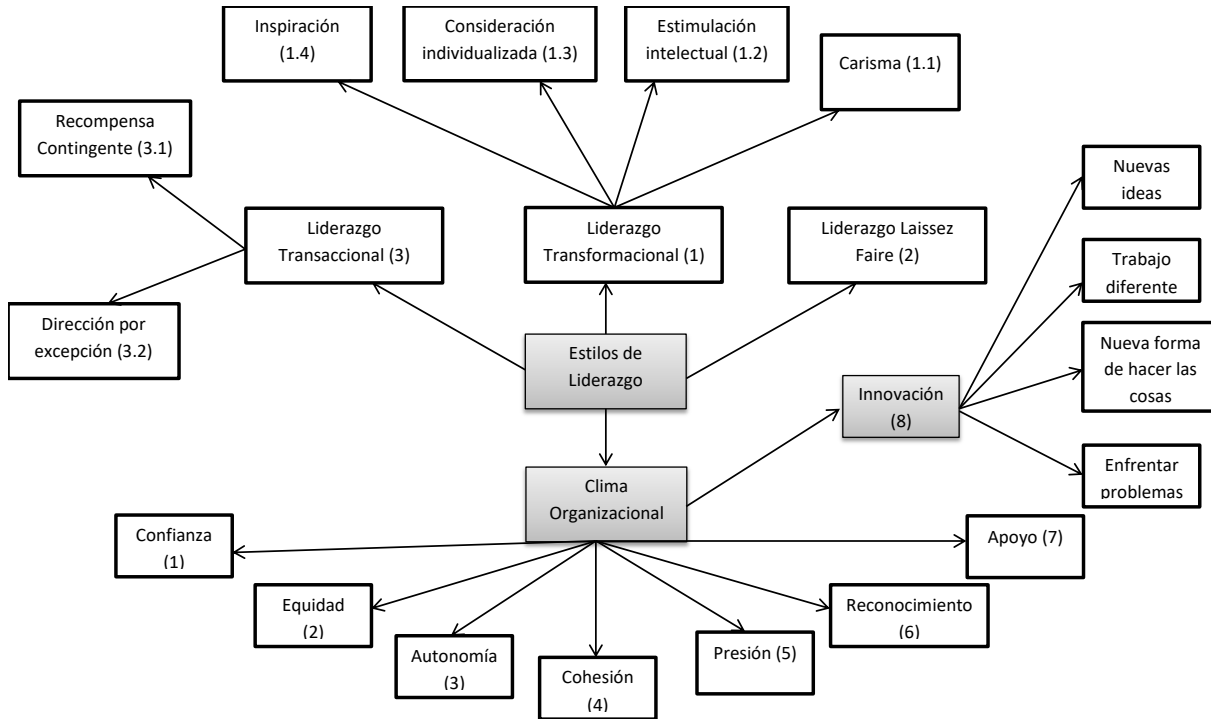 Inspiración
(1.4)
Consideración
individualizada (1.3)
Estimulación
intelectual (1.2)
Carisma (1.1)
Recompensa
Contingente (3.1)
Nuevas
ideas
Liderazgo
Transaccional (3)
Liderazgo
Transformacional (1)
Liderazgo Laissez
Faire (2)
Trabajo
diferente
Dirección por
excepción (3.2)
Estilos de
Liderazgo
Nueva forma
de hacer las
cosas
Innovación
(8)
Enfrentar
problemas
Clima
Organizacional
Confianza
(1)
Apoyo (7)
Equidad
(2)
Reconocimiento
(6)
Autonomía
(3)
Presión (5)
Cohesión
(4)